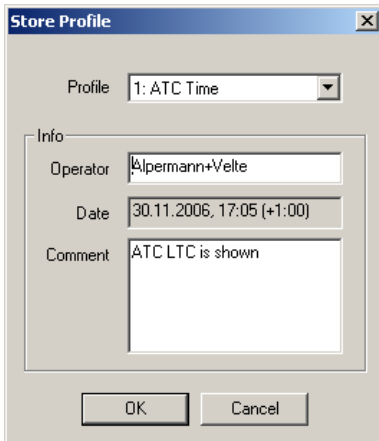 Store Profile
Profile 1: ATC Time
Info
Operator Alpermann+Velte
Date 30.11.2006, 17:05 (+1:00)
Comment ATC LTC is shown
OK Cancel